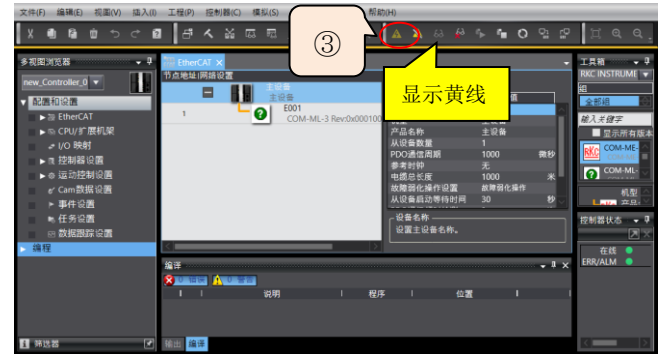 文件(F) 编辑(E) 视图(V) 插入(I) 工程(P) 控制器(C) 模拟(S) 帮助(H)
③
多视图浏览器
new_Controller_0
配置和设置
EtherCAT
CPU/扩展机架
I/O 映射
控制器设置
运动控制设置
Cam数据设置
事件设置
任务设置
数据跟踪设置
编程
筛选器
EtherCAT
节点地址|网络设置
主设备
主设备
1
E001
COM-ML-3 Rev:0x000100
显示黄线
值
主设备
产品名称 主设备
从设备数量 1
PDO通信周期 1000 微秒
参考时钟 无
电缆总长度 1000 米
故障弱化操作设置 故障弱化操作
从设备启动等待时间 30 秒
设备名称
设置主设备名称。
编译
0 错误 0 警告
说明 程序 位置
输出 编译
工具箱
RKC INSTRUME
组
全部组
输入关键字
显示所有版本
COM-ME-
COM-ML-
机型
控制器状态
在线
ERR/ALM